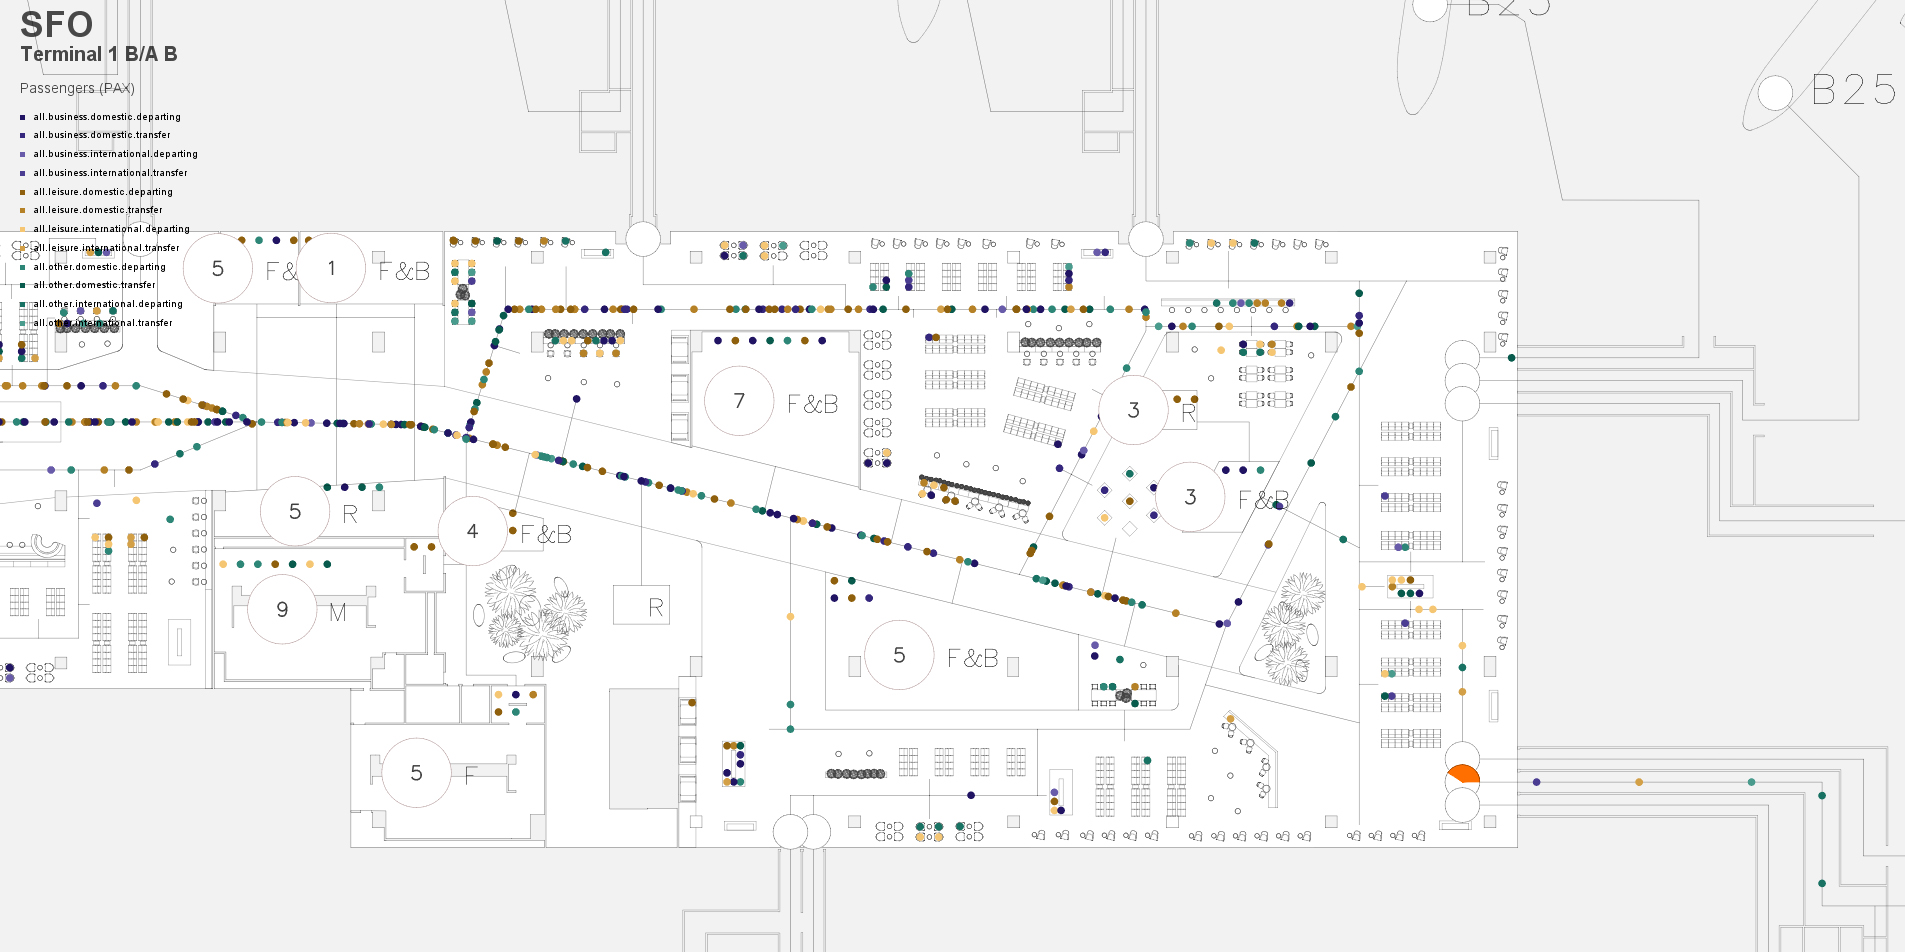 SFO
Terminal 1 B/A B
Passengers (PAX)
all.business.domestic.departing
all.business.domestic.transfer
all.business.international.departing
all.business.international.transfer
all.leisure.domestic.departing
all.leisure.domestic.transfer
all.leisure.international.departing
all.leisure.international.transfer
all.other.domestic.departing
all.other.domestic.transfer
all.other.international.departing
all.other.international.transfer
B25
5 F&
1 F&B
7 F&B
3 R
3 F&B
5 R
4 F&B
9 M
R
5 F&B
5 F